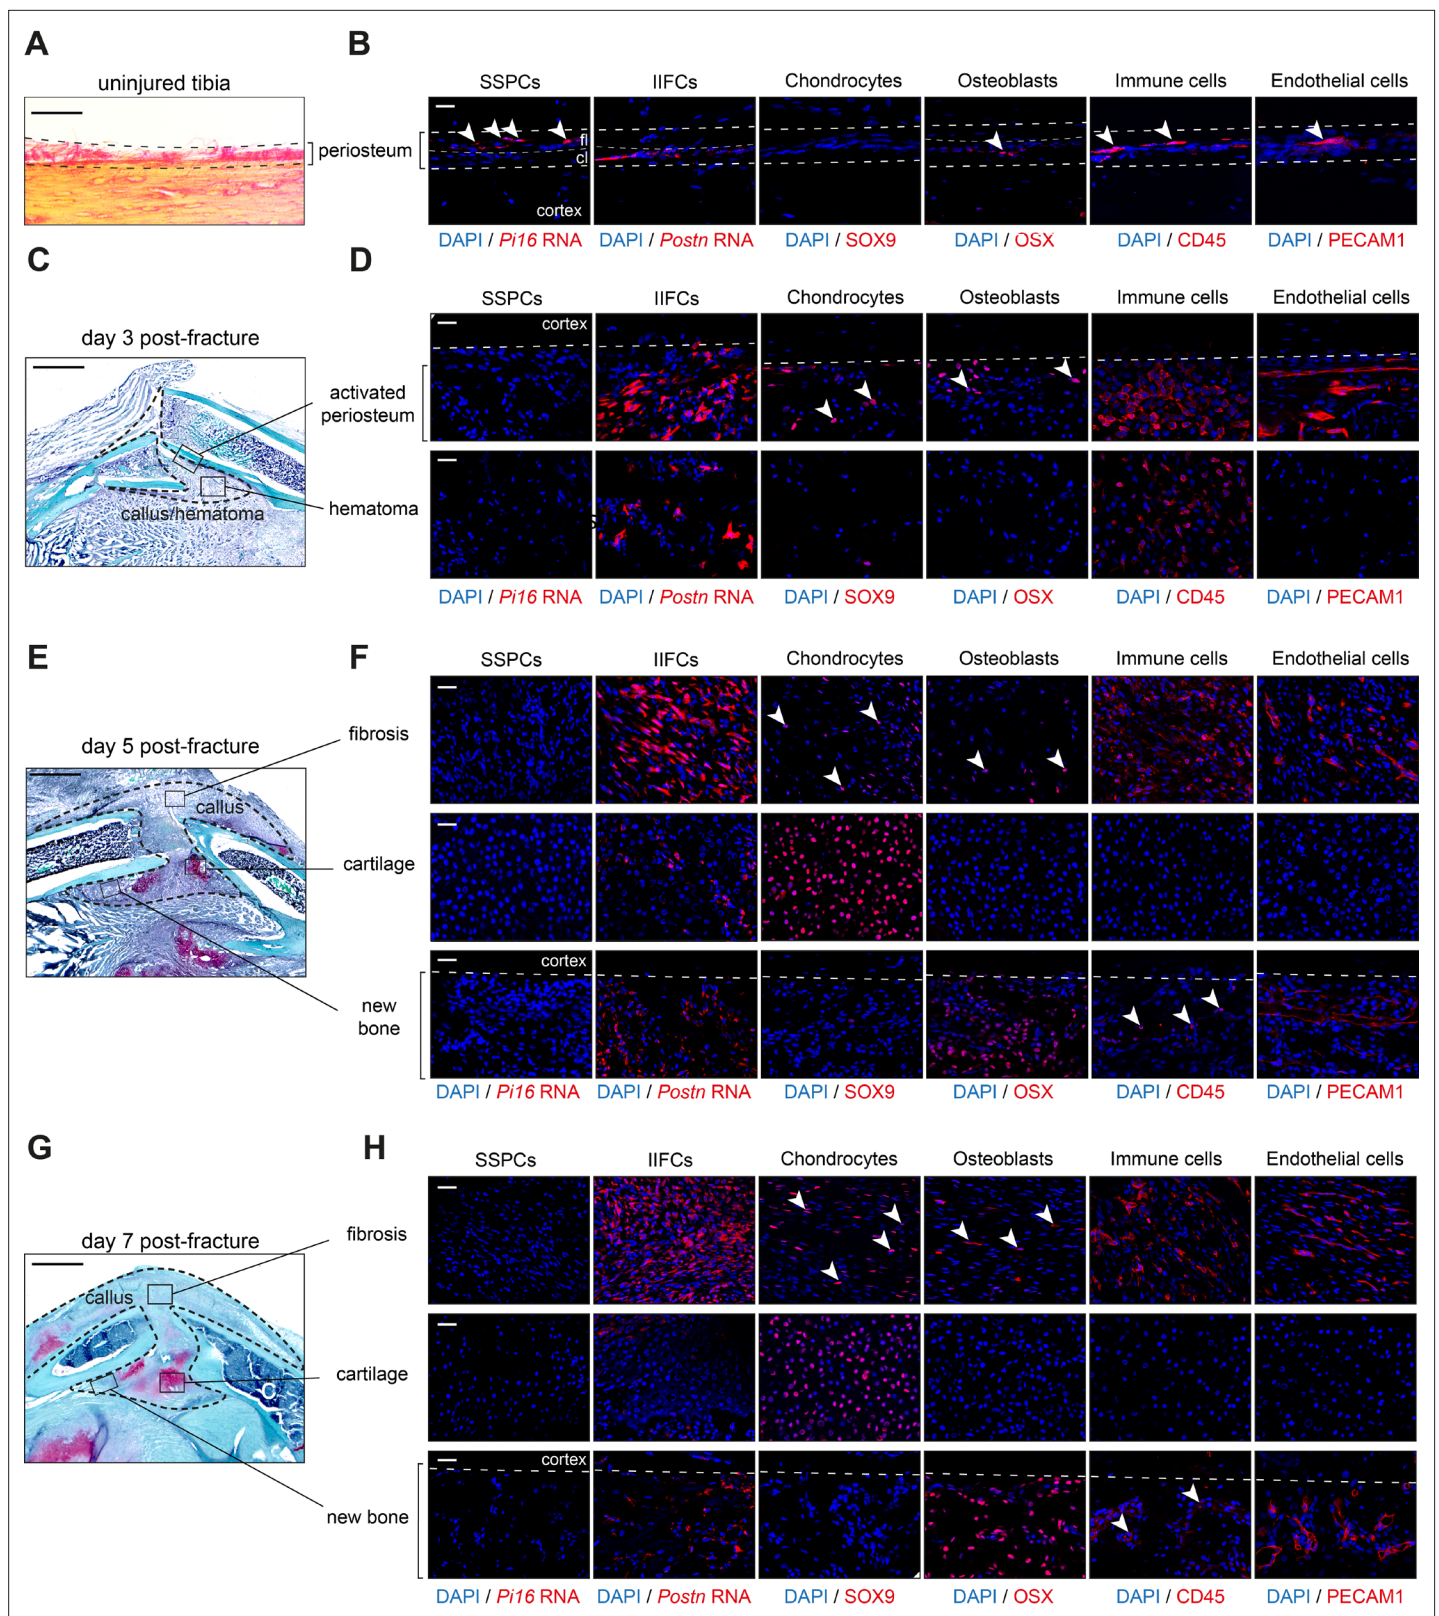 A
B
uninjured tibia
SSPCs
IIFCs
Chondrocytes
Osteoblasts
Immune cells
Endothelial cells
periosteum
fl
cl
cortex
DAPI / Pi16 RNA
DAPI / Postn RNA
DAPI / SOX9
DAPI / OSX
DAPI / CD45
DAPI / PECAM1
C
D
day 3 post-fracture
SSPCs
IIFCs
Chondrocytes
Osteoblasts
Immune cells
Endothelial cells
cortex
activated
periosteum
callus/hematoma
hematoma
DAPI / Pi16 RNA
DAPI / Postn RNA
DAPI / SOX9
DAPI / OSX
DAPI / CD45
DAPI / PECAM1
E
F
day 5 post-fracture
SSPCs
IIFCs
Chondrocytes
Osteoblasts
Immune cells
Endothelial cells
fibrosis
callus
cartilage
cortex
new
bone
DAPI / Pi16 RNA
DAPI / Postn RNA
DAPI / SOX9
DAPI / OSX
DAPI / CD45
DAPI / PECAM1
G
H
day 7 post-fracture
SSPCs
IIFCs
Chondrocytes
Osteoblasts
Immune cells
Endothelial cells
fibrosis
callus
cartilage
cortex
new bone
DAPI / Pi16 RNA
DAPI / Postn RNA
DAPI / SOX9
DAPI / OSX
DAPI / CD45
DAPI / PECAM1